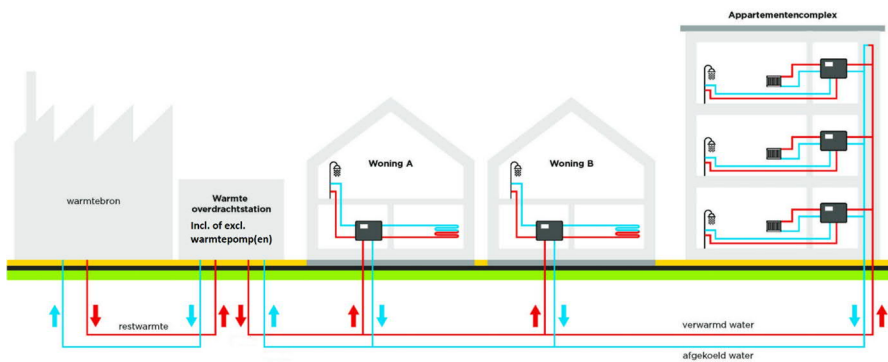 Appartementencomplex
Woning A
Woning B
warmtebron
Warmte
overdrachtstation
Incl. of excl.
warmtepomp(en)
restwarmte
verwarmd water
afgekoeld water